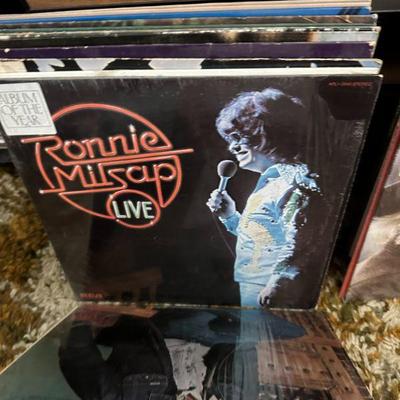 ALBUM
OF THE
YEAR
Ronnie
Milsap
LIVE
RCA